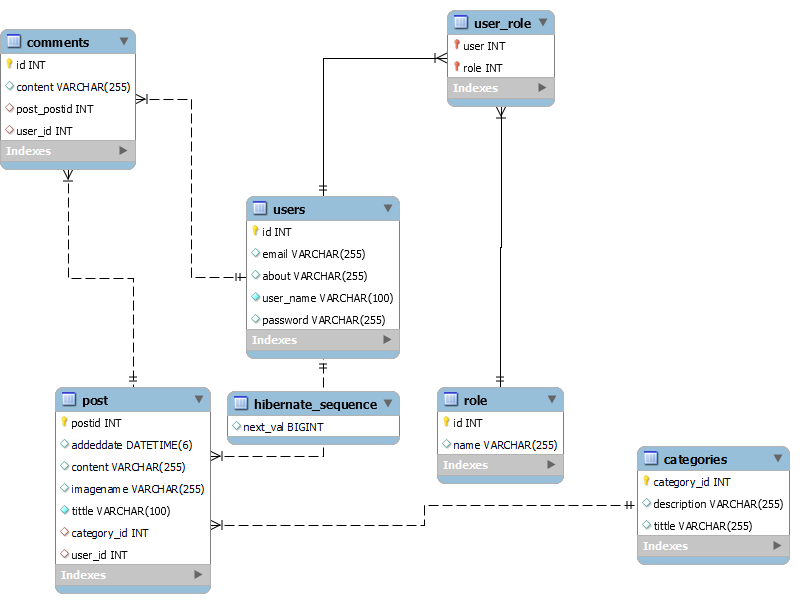 user_role
user INT
role INT
Indexes
comments
id INT
content VARCHAR(255)
post_postid INT
user_id INT
Indexes
users
id INT
email VARCHAR(255)
about VARCHAR(255)
user_name VARCHAR(100)
password VARCHAR(255)
Indexes
post
postid INT
addeddate DATETIME(6)
content VARCHAR(255)
imagename VARCHAR(255)
tittle VARCHAR(100)
category_id INT
user_id INT
Indexes
hibernate_sequence
next_val BIGINT
role
id INT
name VARCHAR(255)
Indexes
categories
category_id INT
description VARCHAR(255)
tittle VARCHAR(255)
Indexes